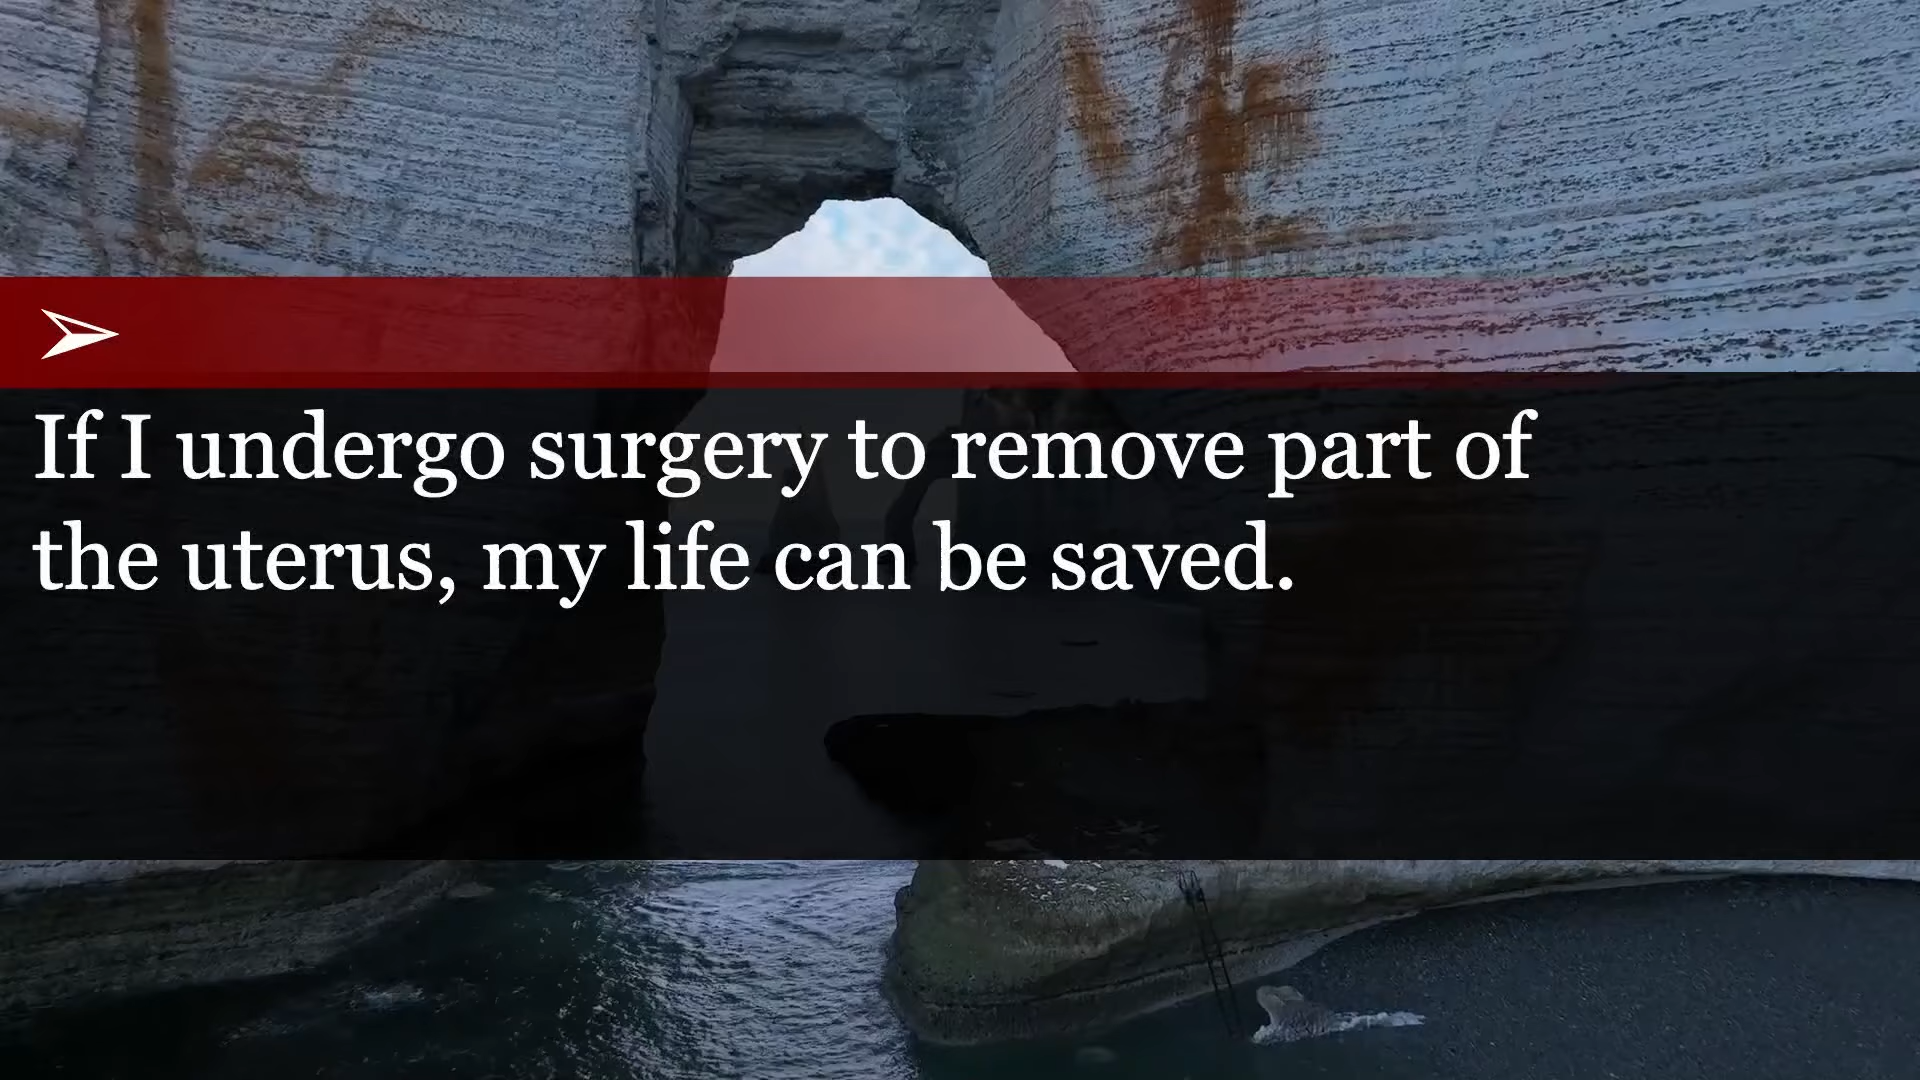 If I undergo surgery to remove part of
the uterus, my life can be saved.